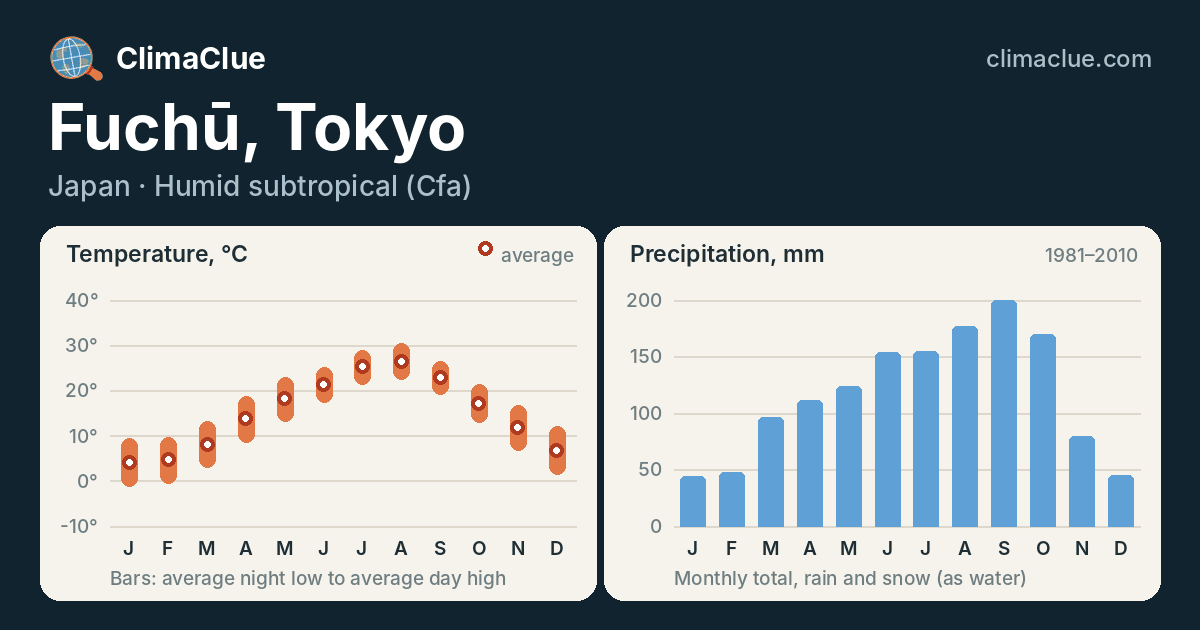 ClimaClue
climaclue.com
Fuchū, Tokyo
Japan · Humid subtropical (Cfa)
Temperature, °C
average
40°
30°
20°
10°
0°
-10°
J F M A M J J A S O N D
Bars: average night low to average day high
Precipitation, mm
1981–2010
200
150
100
50
0
J F M A M J J A S O N D
Monthly total, rain and snow (as water)